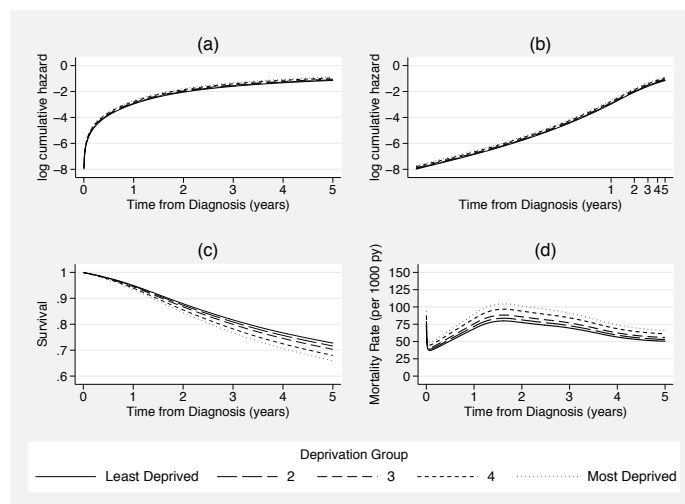 (a)
log cumulative hazard
0
−2
−4
−6
−8
0 1 2 3 4 5
Time from Diagnosis (years)
(b)
log cumulative hazard
0
−2
−4
−6
−8
1 2 3 4 5
Time from Diagnosis (years)
(c)
Survival
1
.9
.8
.7
.6
0 1 2 3 4 5
Time from Diagnosis (years)
(d)
Mortality Rate (per 1000 py)
150
125
100
75
50
25
0
0 1 2 3 4 5
Time from Diagnosis (years)
Deprivation Group
Least Deprived 2 3 4 Most Deprived